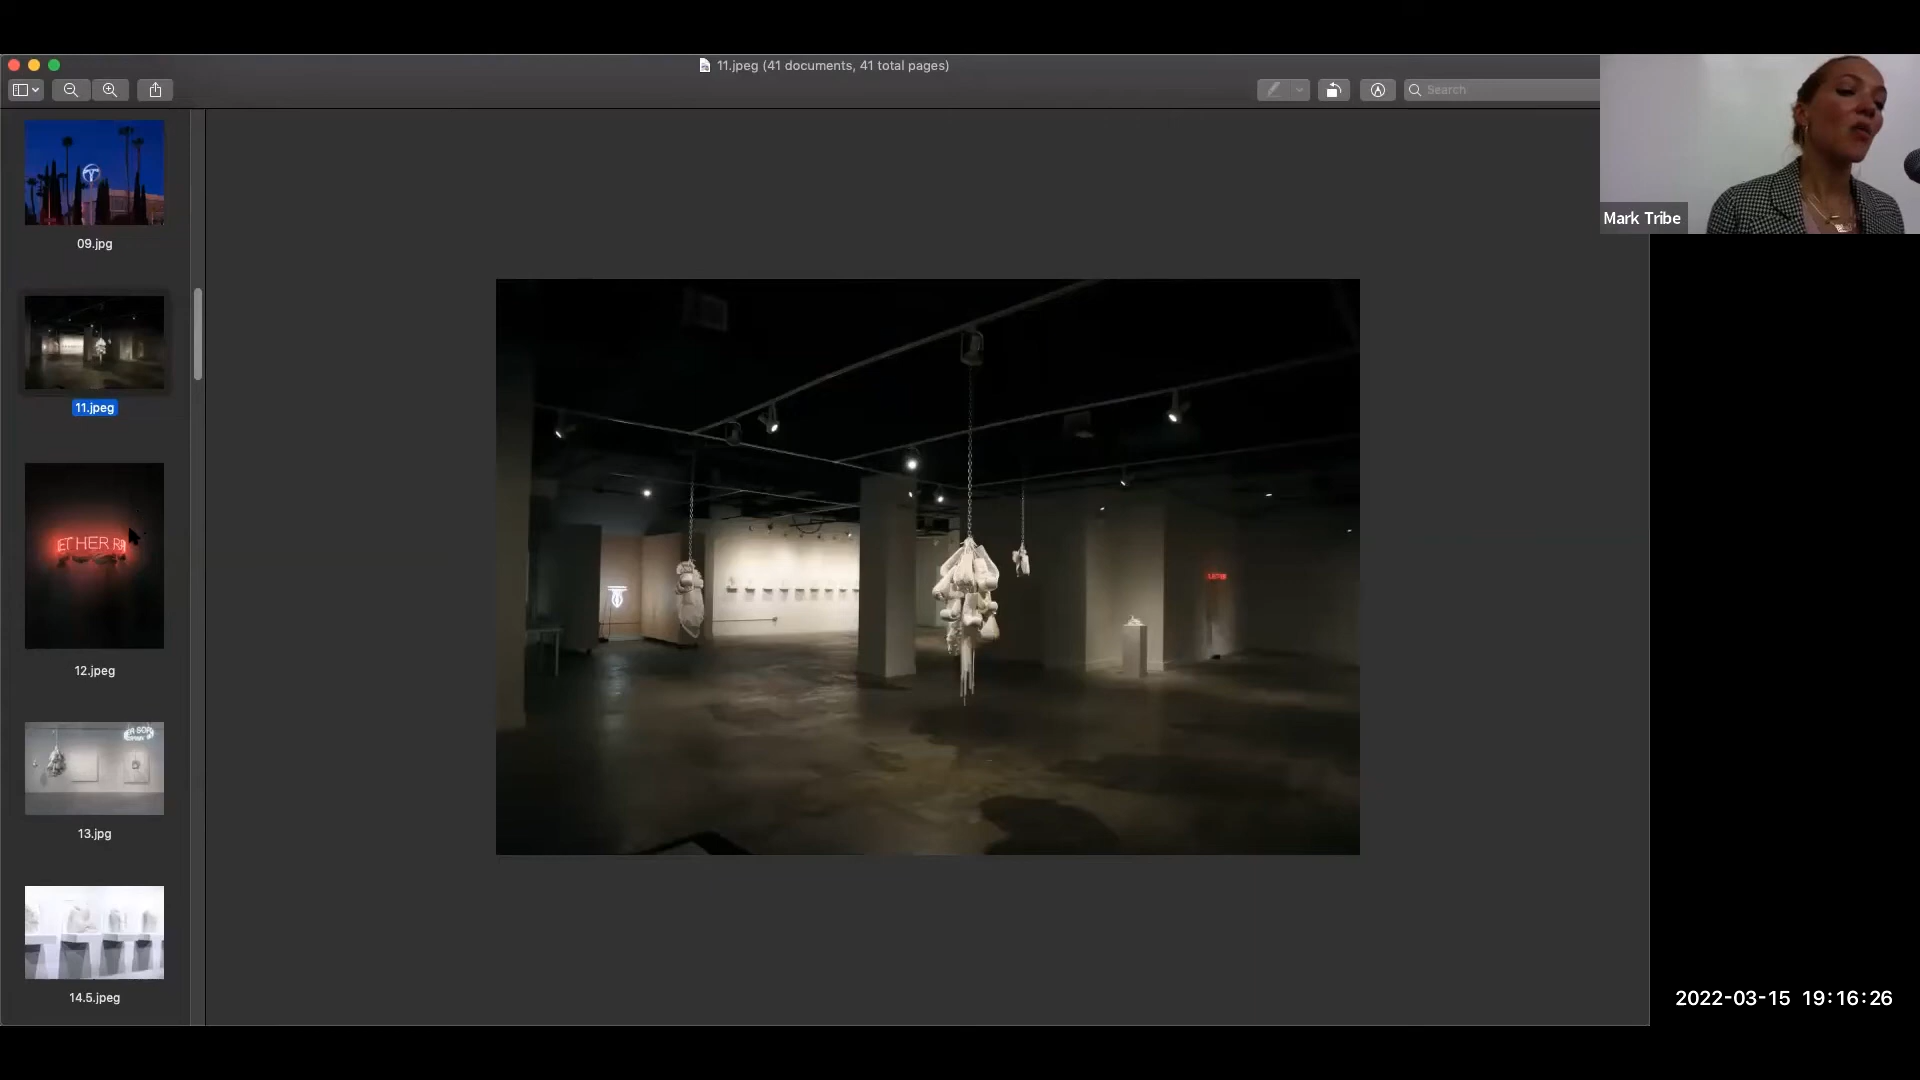 11.jpeg (41 documents, 41 total pages)
Search
Mark Tribe
09.jpg
11.jpeg
HER
12.jpeg
13.jpg
14.5.jpeg
2022-03-15 19:16:26